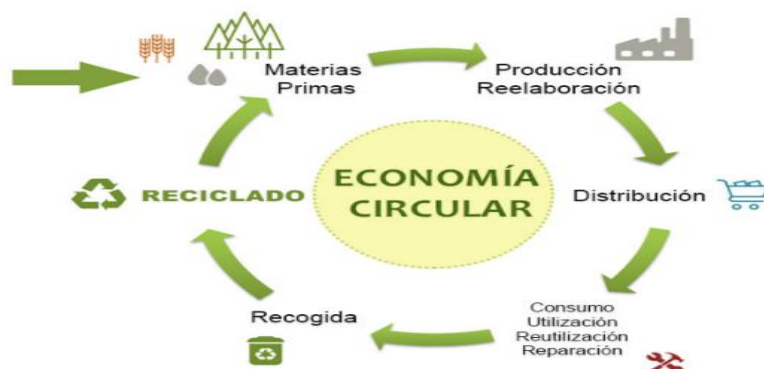 Materias
Primas
Producción
Reelaboración
Distribución
Consumo
Utilización
Reutilización
Reparación
Recogida
RECICLADO
ECONOMÍA
CIRCULAR